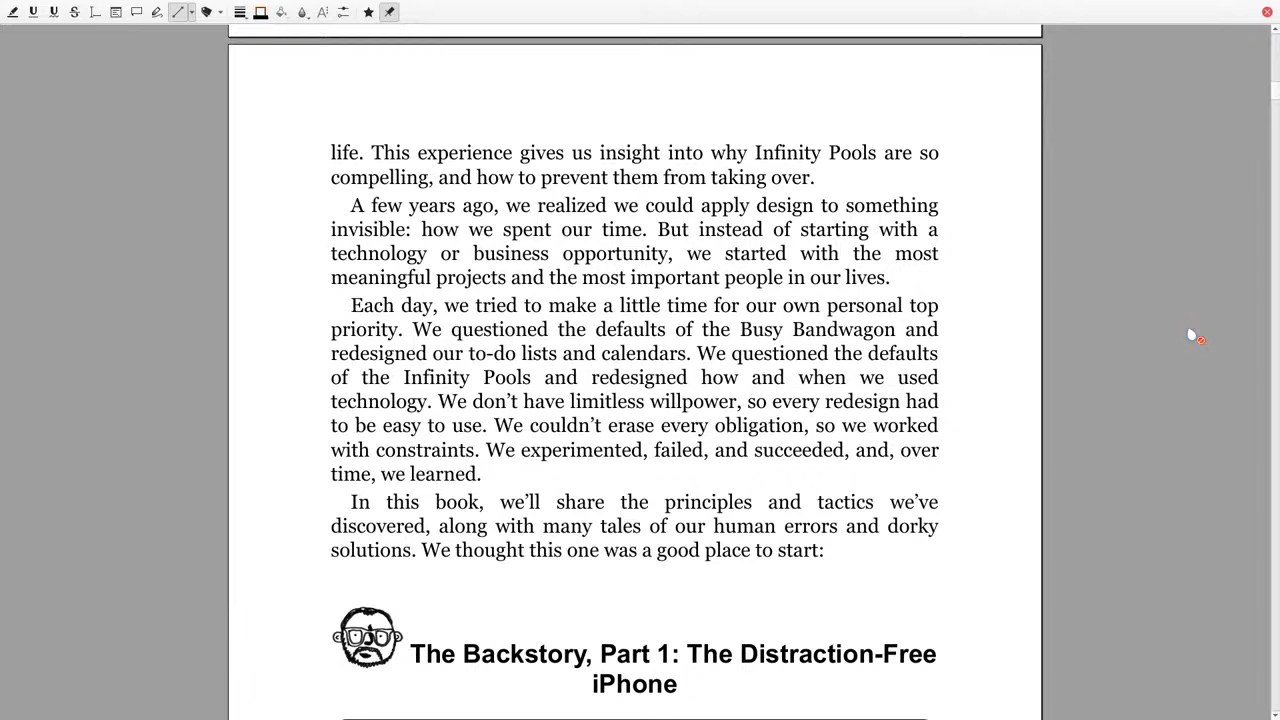 life. This experience gives us insight into why Infinity Pools are so
compelling, and how to prevent them from taking over.
A few years ago, we realized we could apply design to something
invisible: how we spent our time. But instead of starting with a
technology or business opportunity, we started with the most
meaningful projects and the most important people in our lives.
Each day, we tried to make a little time for our own personal top
priority. We questioned the defaults of the Busy Bandwagon and
redesigned our to-do lists and calendars. We questioned the defaults
of the Infinity Pools and redesigned how and when we used
technology. We don’t have limitless willpower, so every redesign had
to be easy to use. We couldn’t erase every obligation, so we worked
with constraints. We experimented, failed, and succeeded, and, over
time, we learned.
In this book, we’ll share the principles and tactics we’ve
discovered, along with many tales of our human errors and dorky
solutions. We thought this one was a good place to start:
The Backstory, Part 1: The Distraction-Free
iPhone